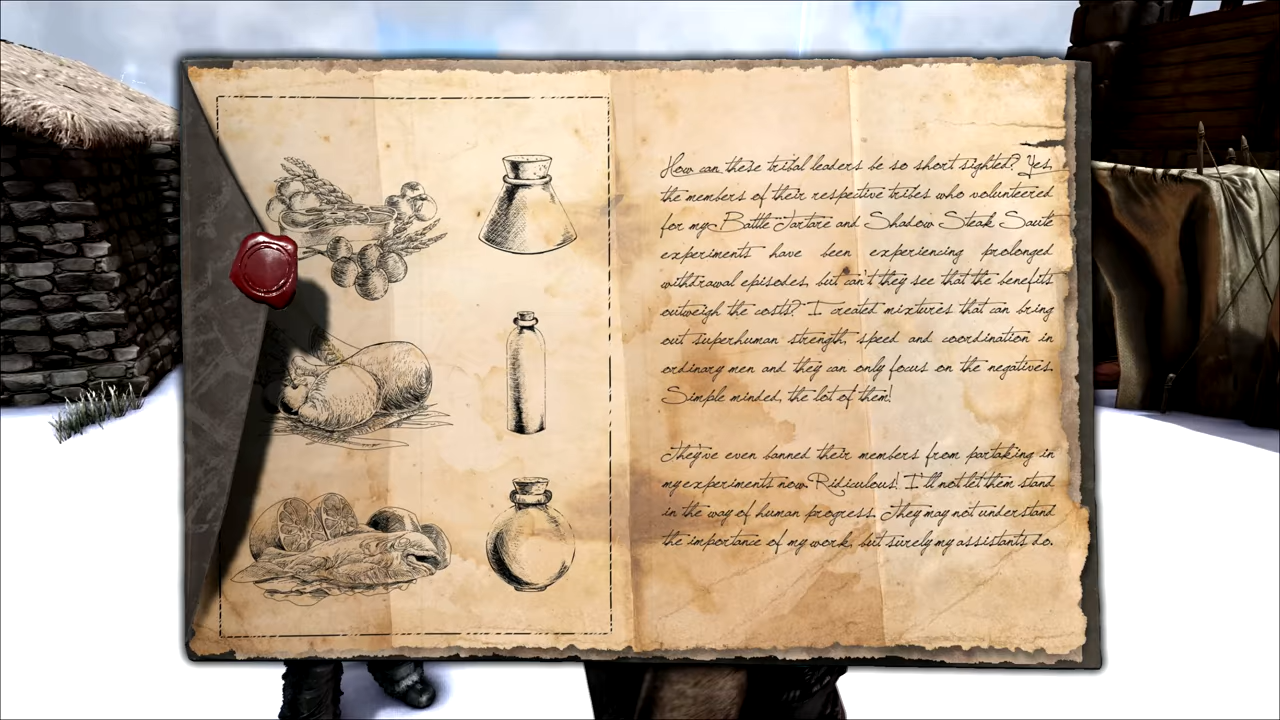 How can these tribal leaders be so short sighted? Yes,
the members of their respective tribes who volunteered
for my Battle Tartare and Shadow Steak Saute
experiments have been experiencing prolonged
withdrawal episodes, but can't they see that the benefits
outweigh the costs? I created mixtures that can bring
out superhuman strength, speed and coordination in
ordinary men and they can only focus on the negatives.
Simple minded, the lot of them!
They've even banned their members from partaking in
my experiments now. Ridiculous! I'll not let them stand
in the way of human progress. They may not understand
the importance of my work, but surely my assistants do.